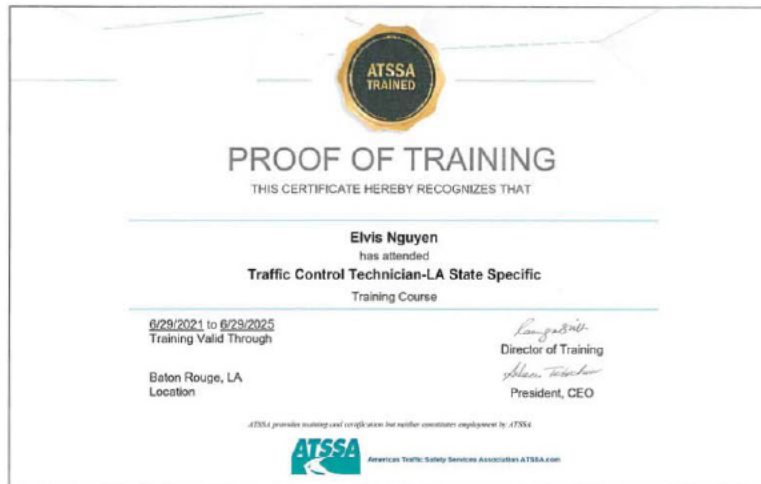 ATSSA
TRAINED
PROOF OF TRAINING
THIS CERTIFICATE HEREBY RECOGNIZES THAT
Elvis Nguyen
has attended
Traffic Control Technician-LA State Specific
Training Course
6/29/2021 to 6/29/2025
Training Valid Through
Director of Training
Baton Rouge, LA
Location
President, CEO
ATSSA provides training and certification but neither constitutes employment by ATSSA.
ATSSA
American Traffic Safety Services Association ATSSA.com